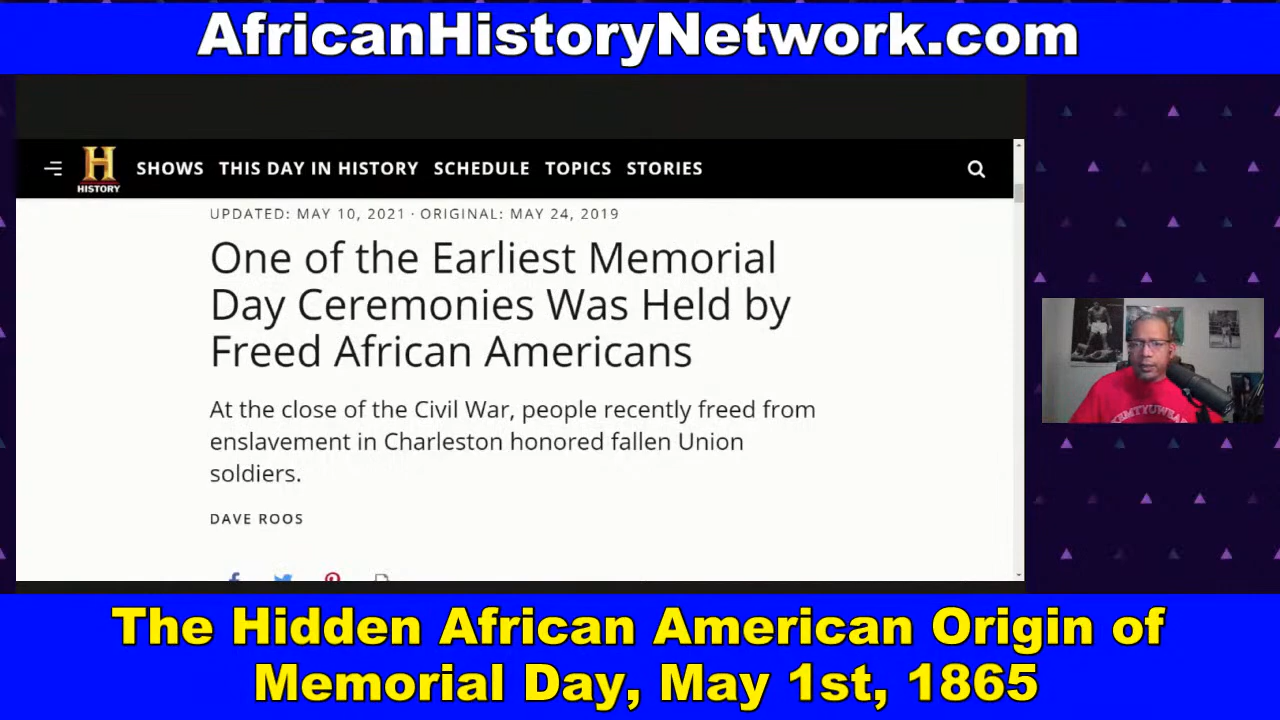 AfricanHistoryNetwork.com
H
HISTORY
SHOWS THIS DAY IN HISTORY SCHEDULE TOPICS STORIES
UPDATED: MAY 10, 2021 · ORIGINAL: MAY 24, 2019
One of the Earliest Memorial
Day Ceremonies Was Held by
Freed African Americans
At the close of the Civil War, people recently freed from
enslavement in Charleston honored fallen Union
soldiers.
DAVE ROOS
The Hidden African American Origin of
Memorial Day, May 1st, 1865